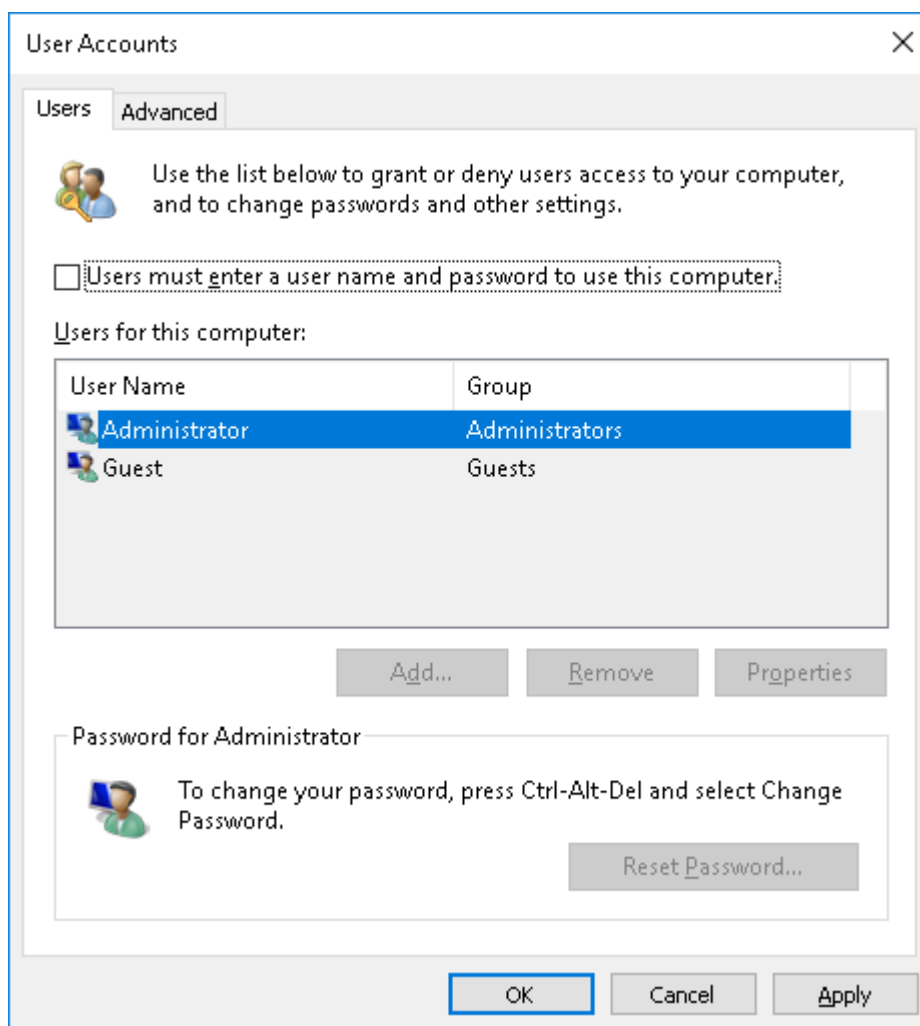 User Accounts
Users
Advanced
Use the list below to grant or deny users access to your computer,
and to change passwords and other settings.
Users must enter a user name and password to use this computer.
Users for this computer:
User Name Group
Administrator Administrators
Guest Guests
Add... Remove Properties
Password for Administrator
To change your password, press Ctrl-Alt-Del and select Change
Password.
Reset Password...
OK Cancel Apply